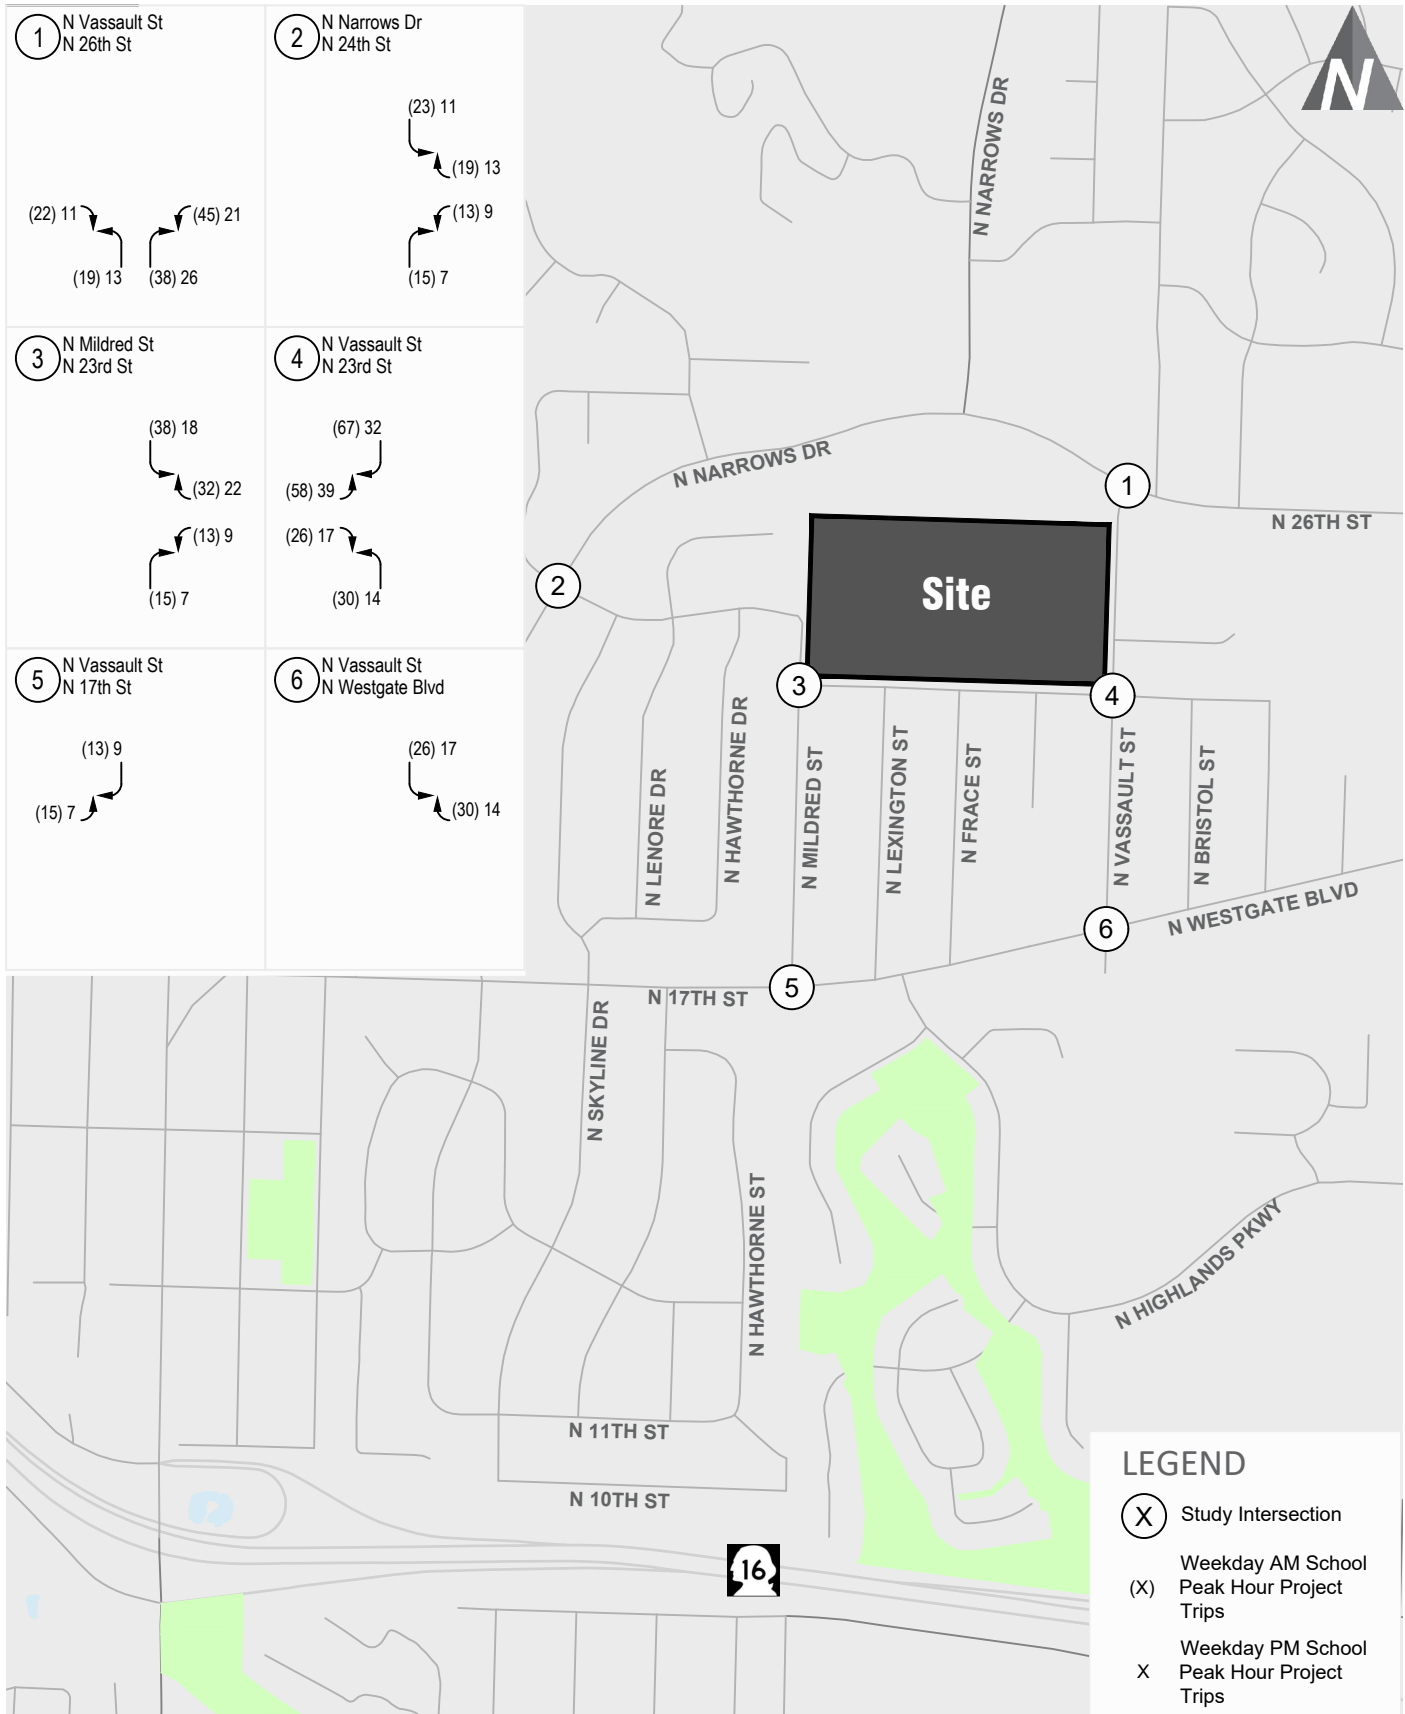 1
N Vassault St
N 26th St
(22) 11
(45) 21
(19) 13
(38) 26
2
N Narrows Dr
N 24th St
(23) 11
(19) 13
(13) 9
(15) 7
3
N Mildred St
N 23rd St
(38) 18
(32) 22
(13) 9
(15) 7
4
N Vassault St
N 23rd St
(67) 32
(58) 39
(26) 17
(30) 14
5
N Vassault St
N 17th St
(13) 9
(15) 7
6
N Vassault St
N Westgate Blvd
(26) 17
(30) 14
N
N NARROWS DR
N NARROWS DR
1
N 26TH ST
2
Site
3
4
N LENORE DR
N HAWTHORNE DR
N MILDRED ST
N LEXINGTON ST
N FRACE ST
N VASSAULT ST
N BRISTOL ST
N WESTGATE BLVD
6
5
N 17TH ST
N SKYLINE DR
N HAWTHORNE ST
N HIGHLANDS PKWY
N 11TH ST
N 10TH ST
16
LEGEND
X
Study Intersection
(X)
Weekday AM School
Peak Hour Project
Trips
X
Weekday PM School
Peak Hour Project
Trips